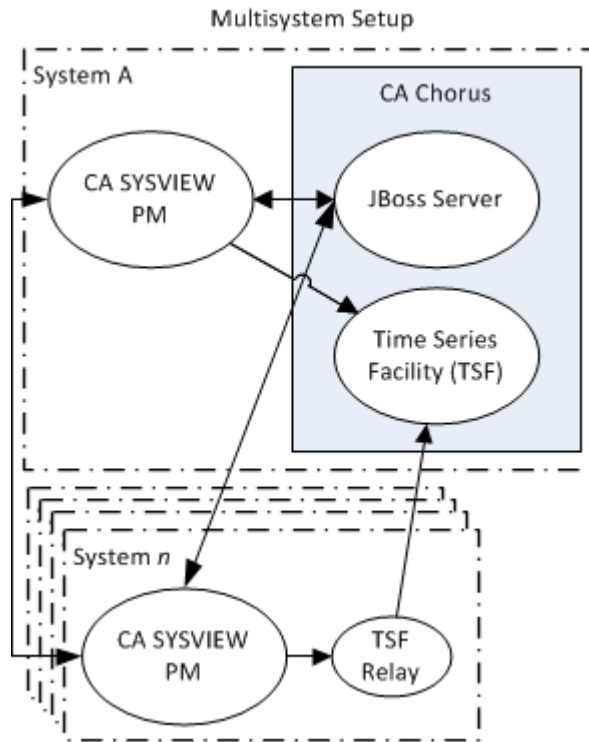 Multisystem Setup
System A
CA Chorus
CA SYSVIEW
PM
JBoss Server
Time Series
Facility (TSF)
System n
CA SYSVIEW
PM
TSF
Relay